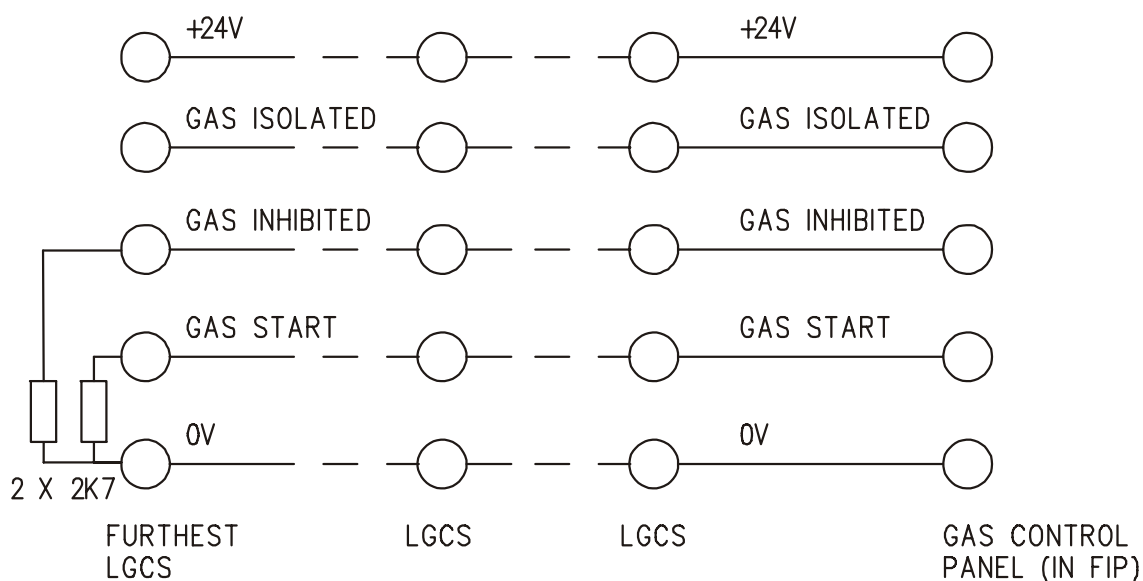 +24V +24V
GAS ISOLATED GAS ISOLATED
GAS INHIBITED GAS INHIBITED
GAS START GAS START
0V 0V
2 X 2K7
FURTHEST LGCS LGCS GAS CONTROL
LGCS PANEL (IN FIP)